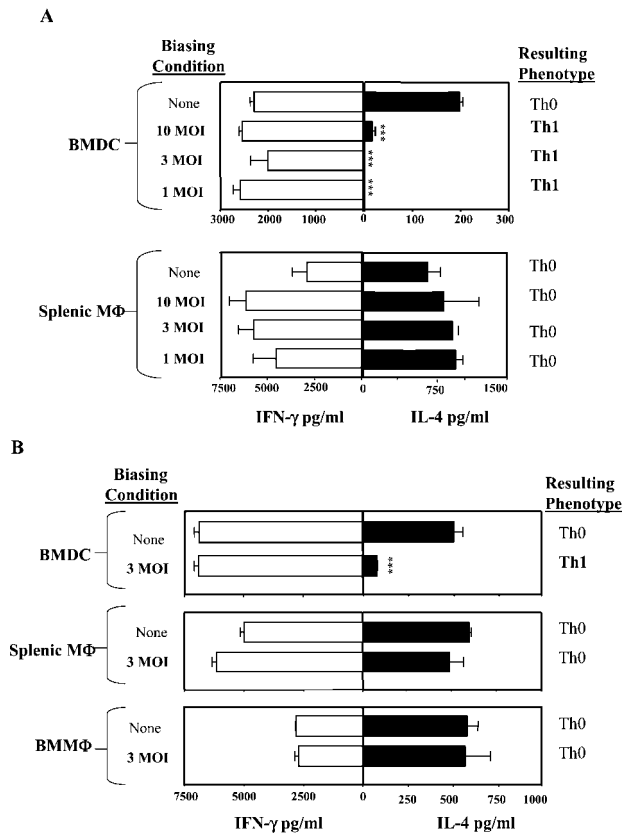 A
Biasing
Condition
Resulting
Phenotype
BMDC
None
Th0
10 MOI
***
Th1
3 MOI
***
Th1
1 MOI
***
Th1
3000 2000 1000 0 100 200 300
Splenic MΦ
None
Th0
10 MOI
Th0
3 MOI
Th0
1 MOI
Th0
7500 5000 2500 0 750 1500
IFN-γ pg/ml IL-4 pg/ml
B
Biasing
Condition
Resulting
Phenotype
BMDC
None
Th0
3 MOI
***
Th1
Splenic MΦ
None
Th0
3 MOI
Th0
BMMΦ
None
Th0
3 MOI
Th0
7500 5000 2500 0 250 500 750 1000
IFN-γ pg/ml IL-4 pg/ml